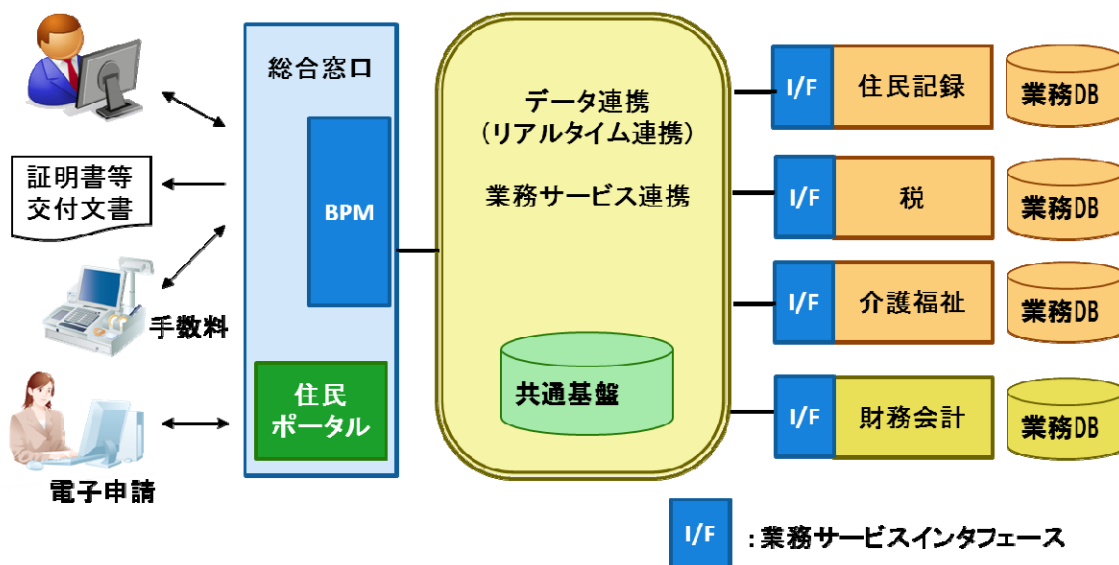 総合窓口
BPM
住民
ポータル
証明書等
交付文書
手数料
電子申請
データ連携
(リアルタイム連携)
業務サービス連携
共通基盤
I/F
住民記録
業務DB
I/F
税
業務DB
I/F
介護福祉
業務DB
I/F
財務会計
業務DB
I/F
：業務サービスインタフェース